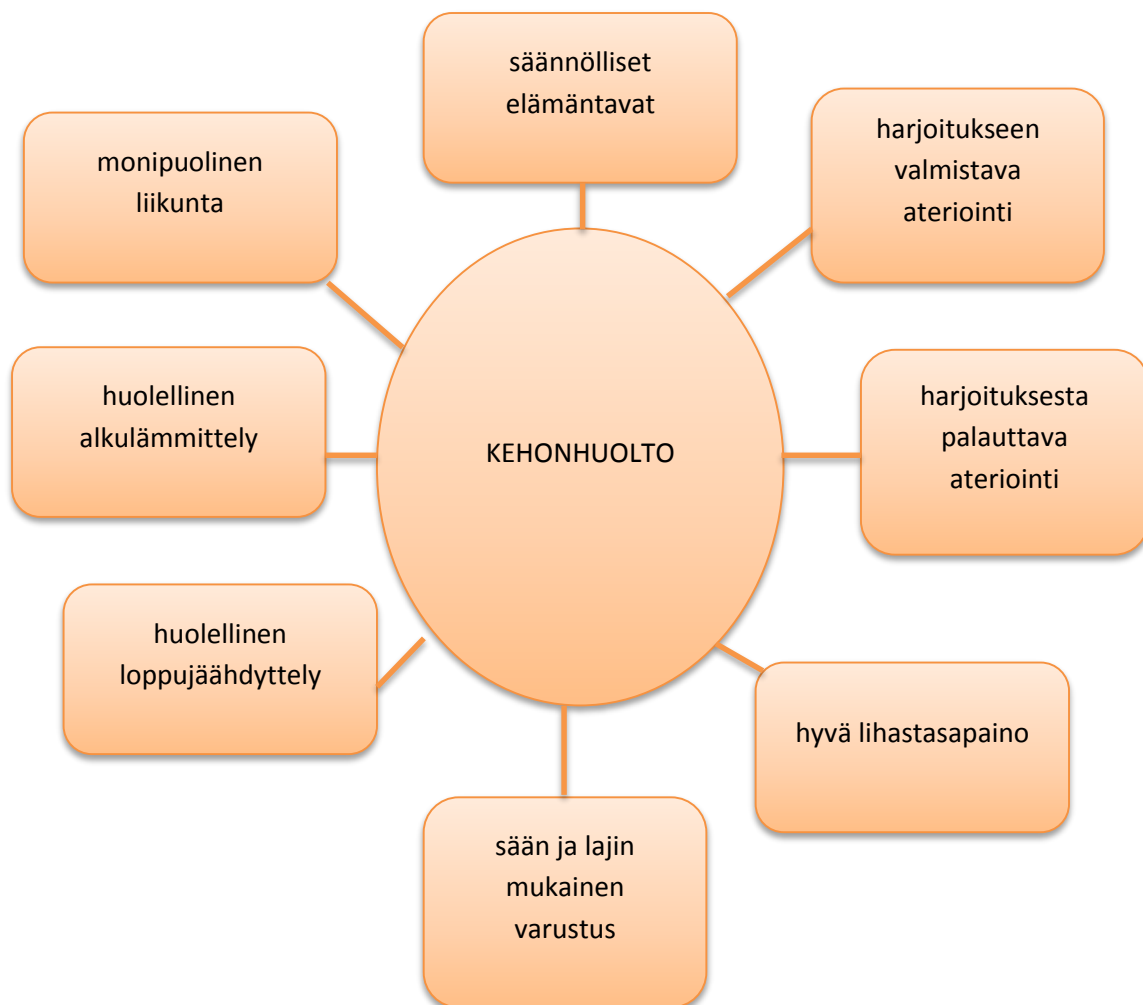 säännölliset
elämäntavat
harjoitukseen
valmistava
ateriointi
monipuolinen
liikunta
huolellinen
alkulämmittely
KEHONHUOLTO
harjoituksesta
palauttava
ateriointi
huolellinen
loppujäähdyttely
hyvä lihastasapaino
sään ja lajin
mukainen
varustus